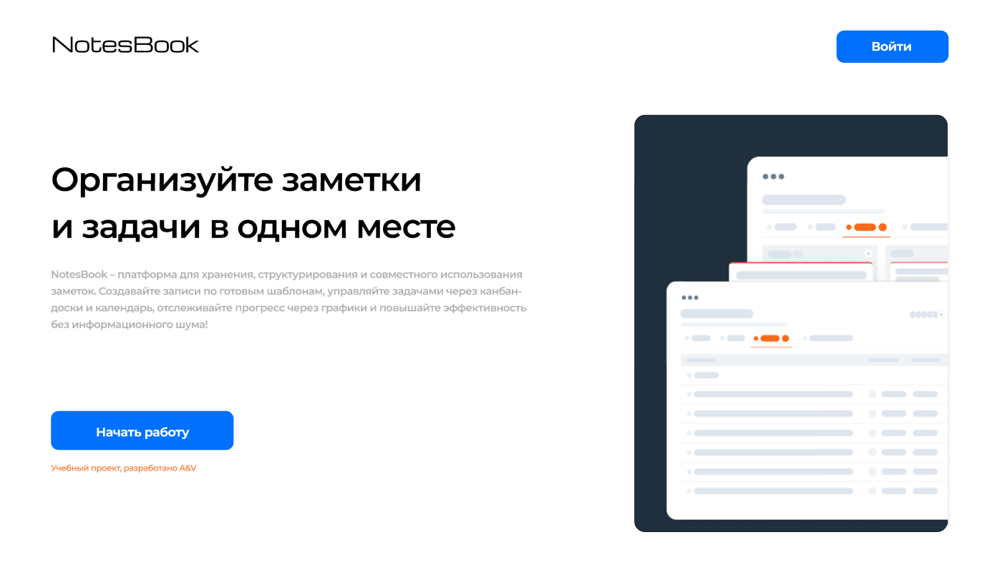 NotesBook
Войти
Организуйте заметки
и задачи в одном месте
NotesBook – платформа для хранения, структурирования и совместного использования
заметок. Создавайте записи по готовым шаблонам, управляйте задачами через канбан-
доски и календарь, отслеживайте прогресс через графики и повышайте эффективность
без информационного шума!
Начать работу
Учебный проект, разработано A&V